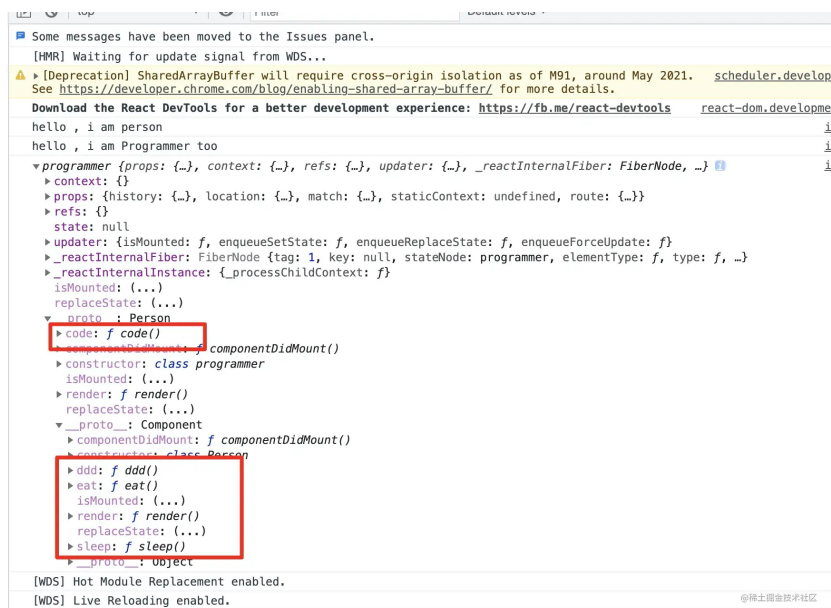 top
Filter
Default levels
Some messages have been moved to the Issues panel.
[HMR] Waiting for update signal from WDS...
[Deprecation] SharedArrayBuffer will require cross-origin isolation as of M91, around May 2021. scheduler.develop
See https://developer.chrome.com/blog/enabling-shared-array-buffer/ for more details.
Download the React DevTools for a better development experience: https://fb.me/react-devtools react-dom.developme
hello , i am person i
hello , i am Programmer too i
programmer {props: {…}, context: {…}, refs: {…}, updater: {…}, _reactInternalFiber: FiberNode, …} i
context: {}
props: {history: {…}, location: {…}, match: {…}, staticContext: undefined, route: {…}}
refs: {}
state: null
updater: {isMounted: ƒ, enqueueSetState: ƒ, enqueueReplaceState: ƒ, enqueueForceUpdate: ƒ}
_reactInternalFiber: FiberNode {tag: 1, key: null, stateNode: programmer, elementType: ƒ, type: ƒ, …}
_reactInternalInstance: {_processChildContext: ƒ}
isMounted: (...)
replaceState: (...)
__proto__: Person
code: ƒ code()
componentDidMount: ƒ componentDidMount()
constructor: class programmer
isMounted: (...)
render: ƒ render()
replaceState: (...)
__proto__: Component
componentDidMount: ƒ componentDidMount()
constructor: class Person
ddd: ƒ ddd()
eat: ƒ eat()
isMounted: (...)
render: ƒ render()
replaceState: (...)
sleep: ƒ sleep()
__proto__: Object
[WDS] Hot Module Replacement enabled.
[WDS] Live Reloading enabled.
@稀土掘金技术社区